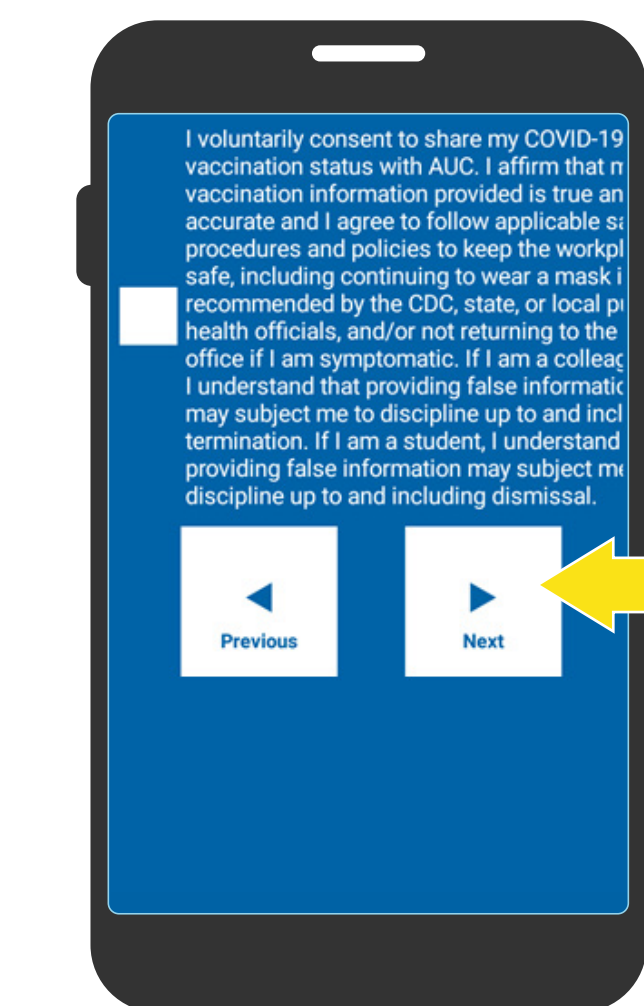 I voluntarily consent to share my COVID-19
vaccination status with AUC. I affirm that
vaccination information provided is true
accurate and I agree to follow applicable
procedures and policies to keep the
safe, including continuing to wear a mask
recommended by the CDC, state, or local
health officials, and/or not returning to the
office if I am symptomatic. If I am a
I understand that providing false
may subject me to discipline up to and
termination. If I am a student, I understand
providing false information may subject
discipline up to and including dismissal.
Previous
Next